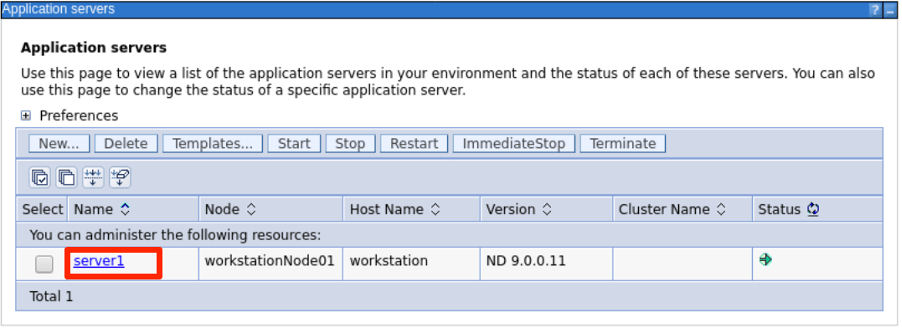 Application servers ? –
Application servers
Use this page to view a list of the application servers in your environment and the status of each of these servers. You can also
use this page to change the status of a specific application server.
+ Preferences
New... Delete Templates... Start Stop Restart ImmediateStop Terminate
Select Name Node Host Name Version Cluster Name Status
You can administer the following resources:
server1 workstationNode01 workstation ND 9.0.0.11
Total 1